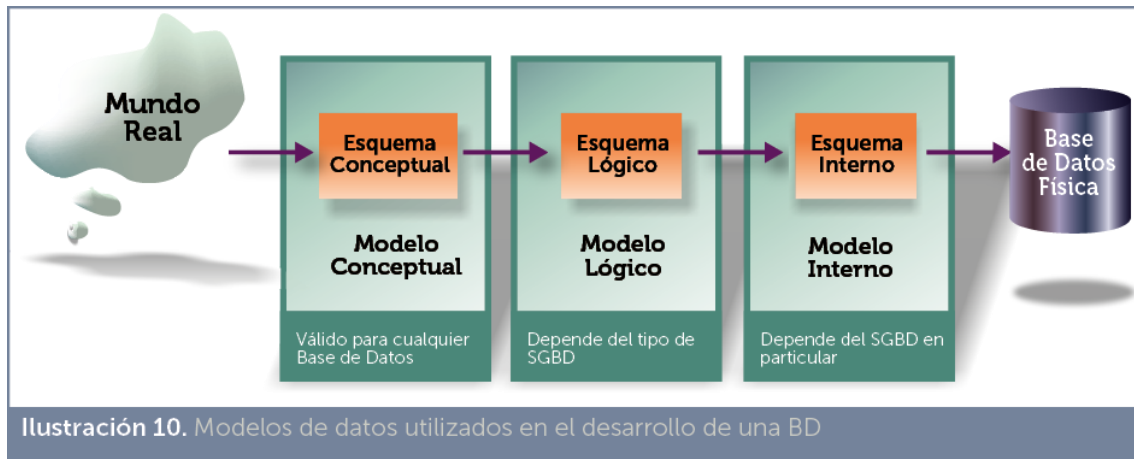 Mundo
Real
Esquema
Conceptual
Modelo
Conceptual
Válido para cualquier
Base de Datos
Esquema
Lógico
Modelo
Lógico
Depende del tipo de
SGBD
Esquema
Interno
Modelo
Interno
Depende del SGBD en
particular
Base
de Datos
Física
Ilustración 10. Modelos de datos utilizados en el desarrollo de una BD